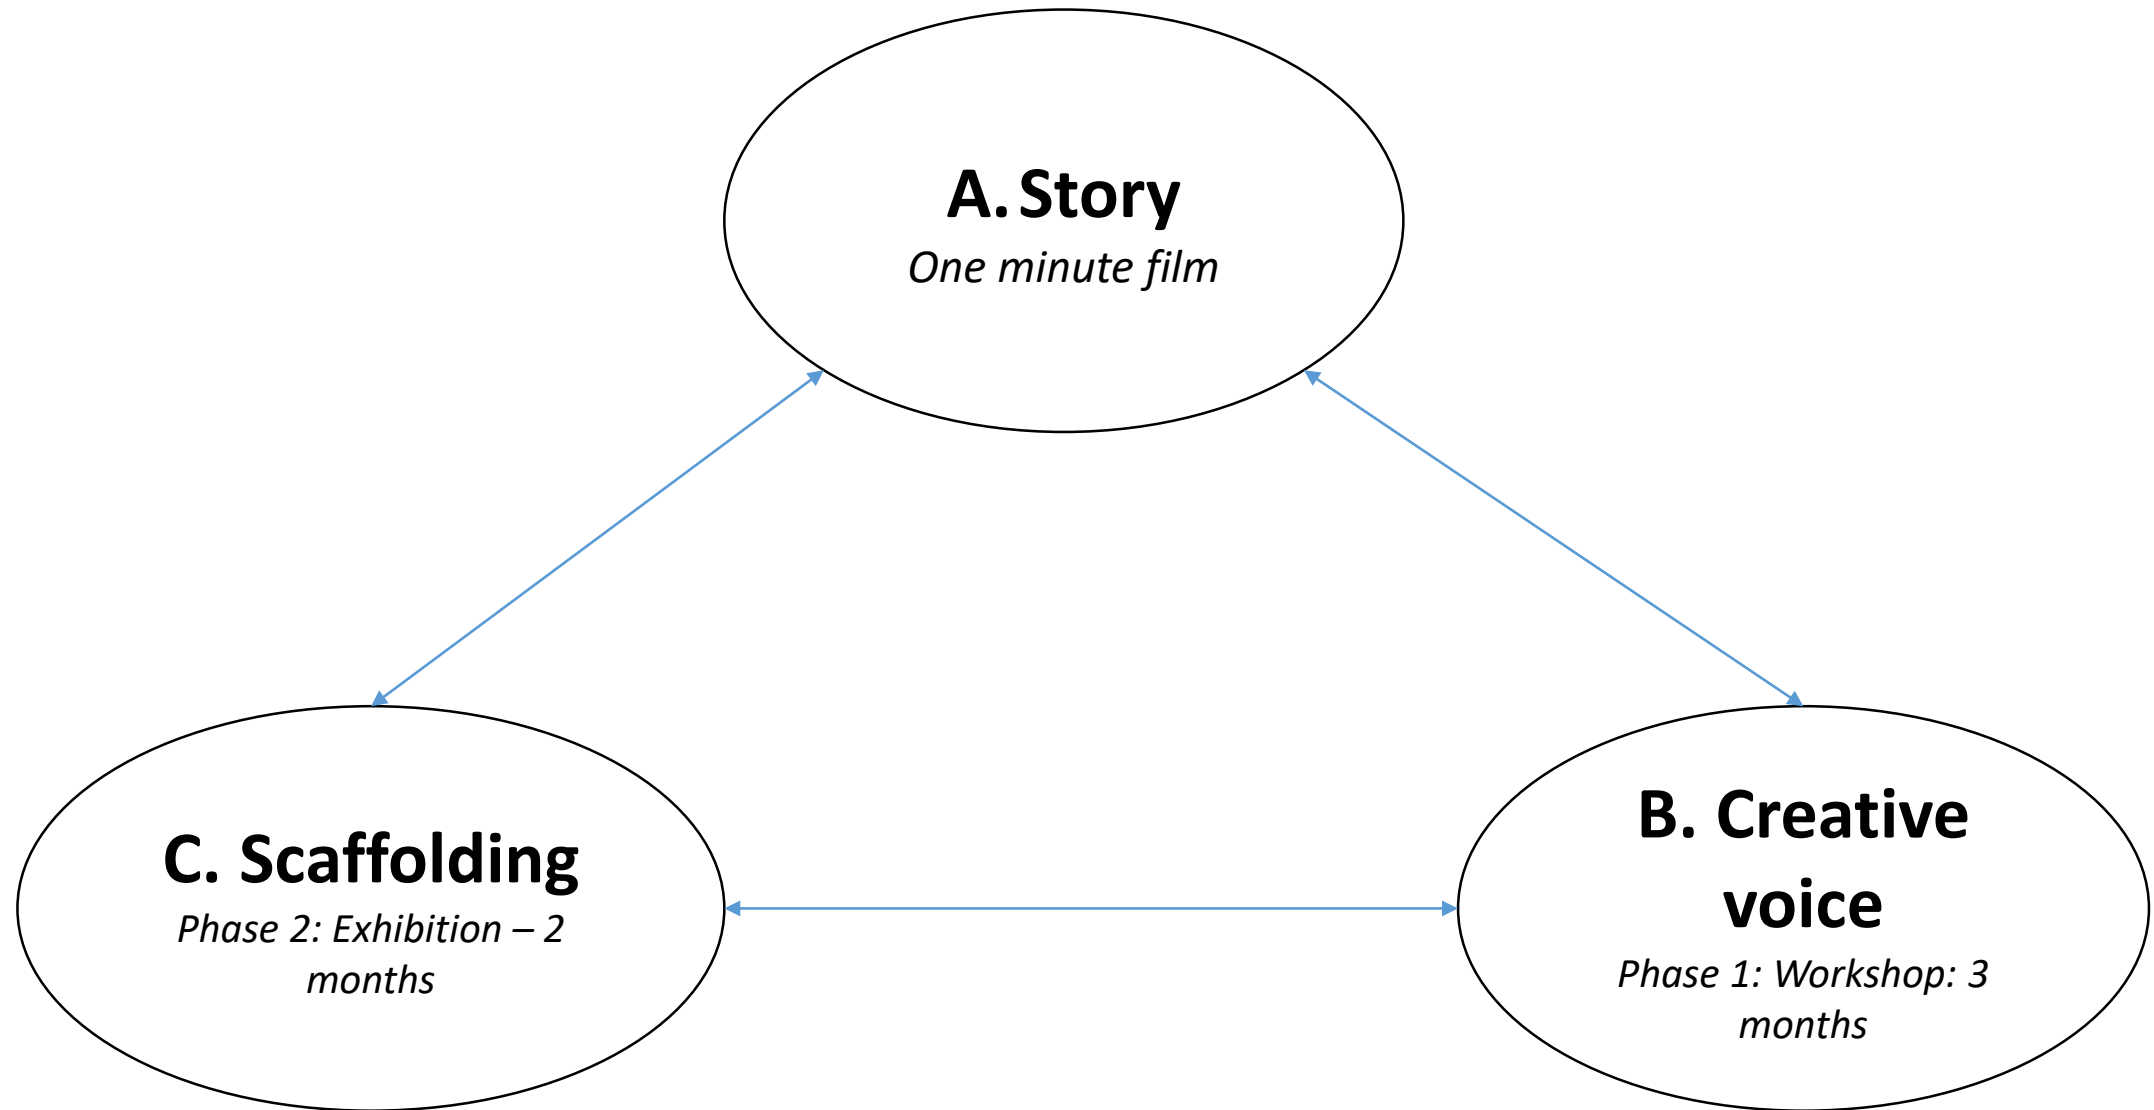 A. Story
One minute film
C. Scaffolding
Phase 2: Exhibition – 2
months
B. Creative
voice
Phase 1: Workshop: 3
months